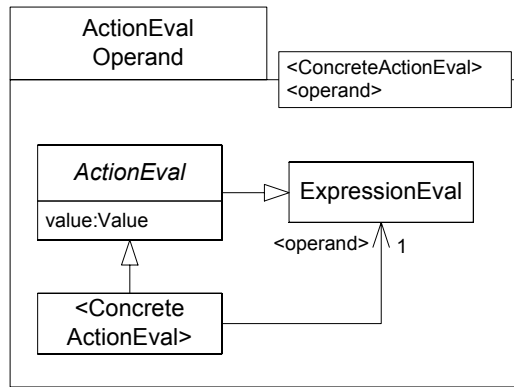 ActionEval
Operand
<ConcreteActionEval>
<operand>
ActionEval
value:Value
ExpressionEval
<operand>
1
<Concrete
ActionEval>